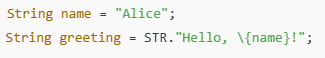 String name = "Alice";
String greeting = STR."Hello, \{name}!";